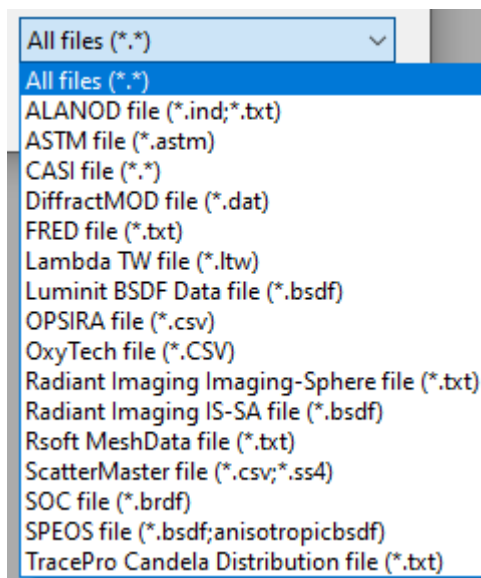 All files (*.*)
All files (*.*)
ALANOD file (*.ind;*.txt)
ASTM file (*.astm)
CASI file (*.*)
DiffractMOD file (*.dat)
FRED file (*.txt)
Lambda TW file (*.ltw)
Luminit BSDF Data file (*.bsdf)
OPSIRA file (*.csv)
OxyTech file (*.CSV)
Radiant Imaging Imaging-Sphere file (*.txt)
Radiant Imaging IS-SA file (*.bsdf)
Rsoft MeshData file (*.txt)
ScatterMaster file (*.csv;*.ss4)
SOC file (*.brdf)
SPEOS file (*.bsdf;anisotropicbsdf)
TracePro Candela Distribution file (*.txt)